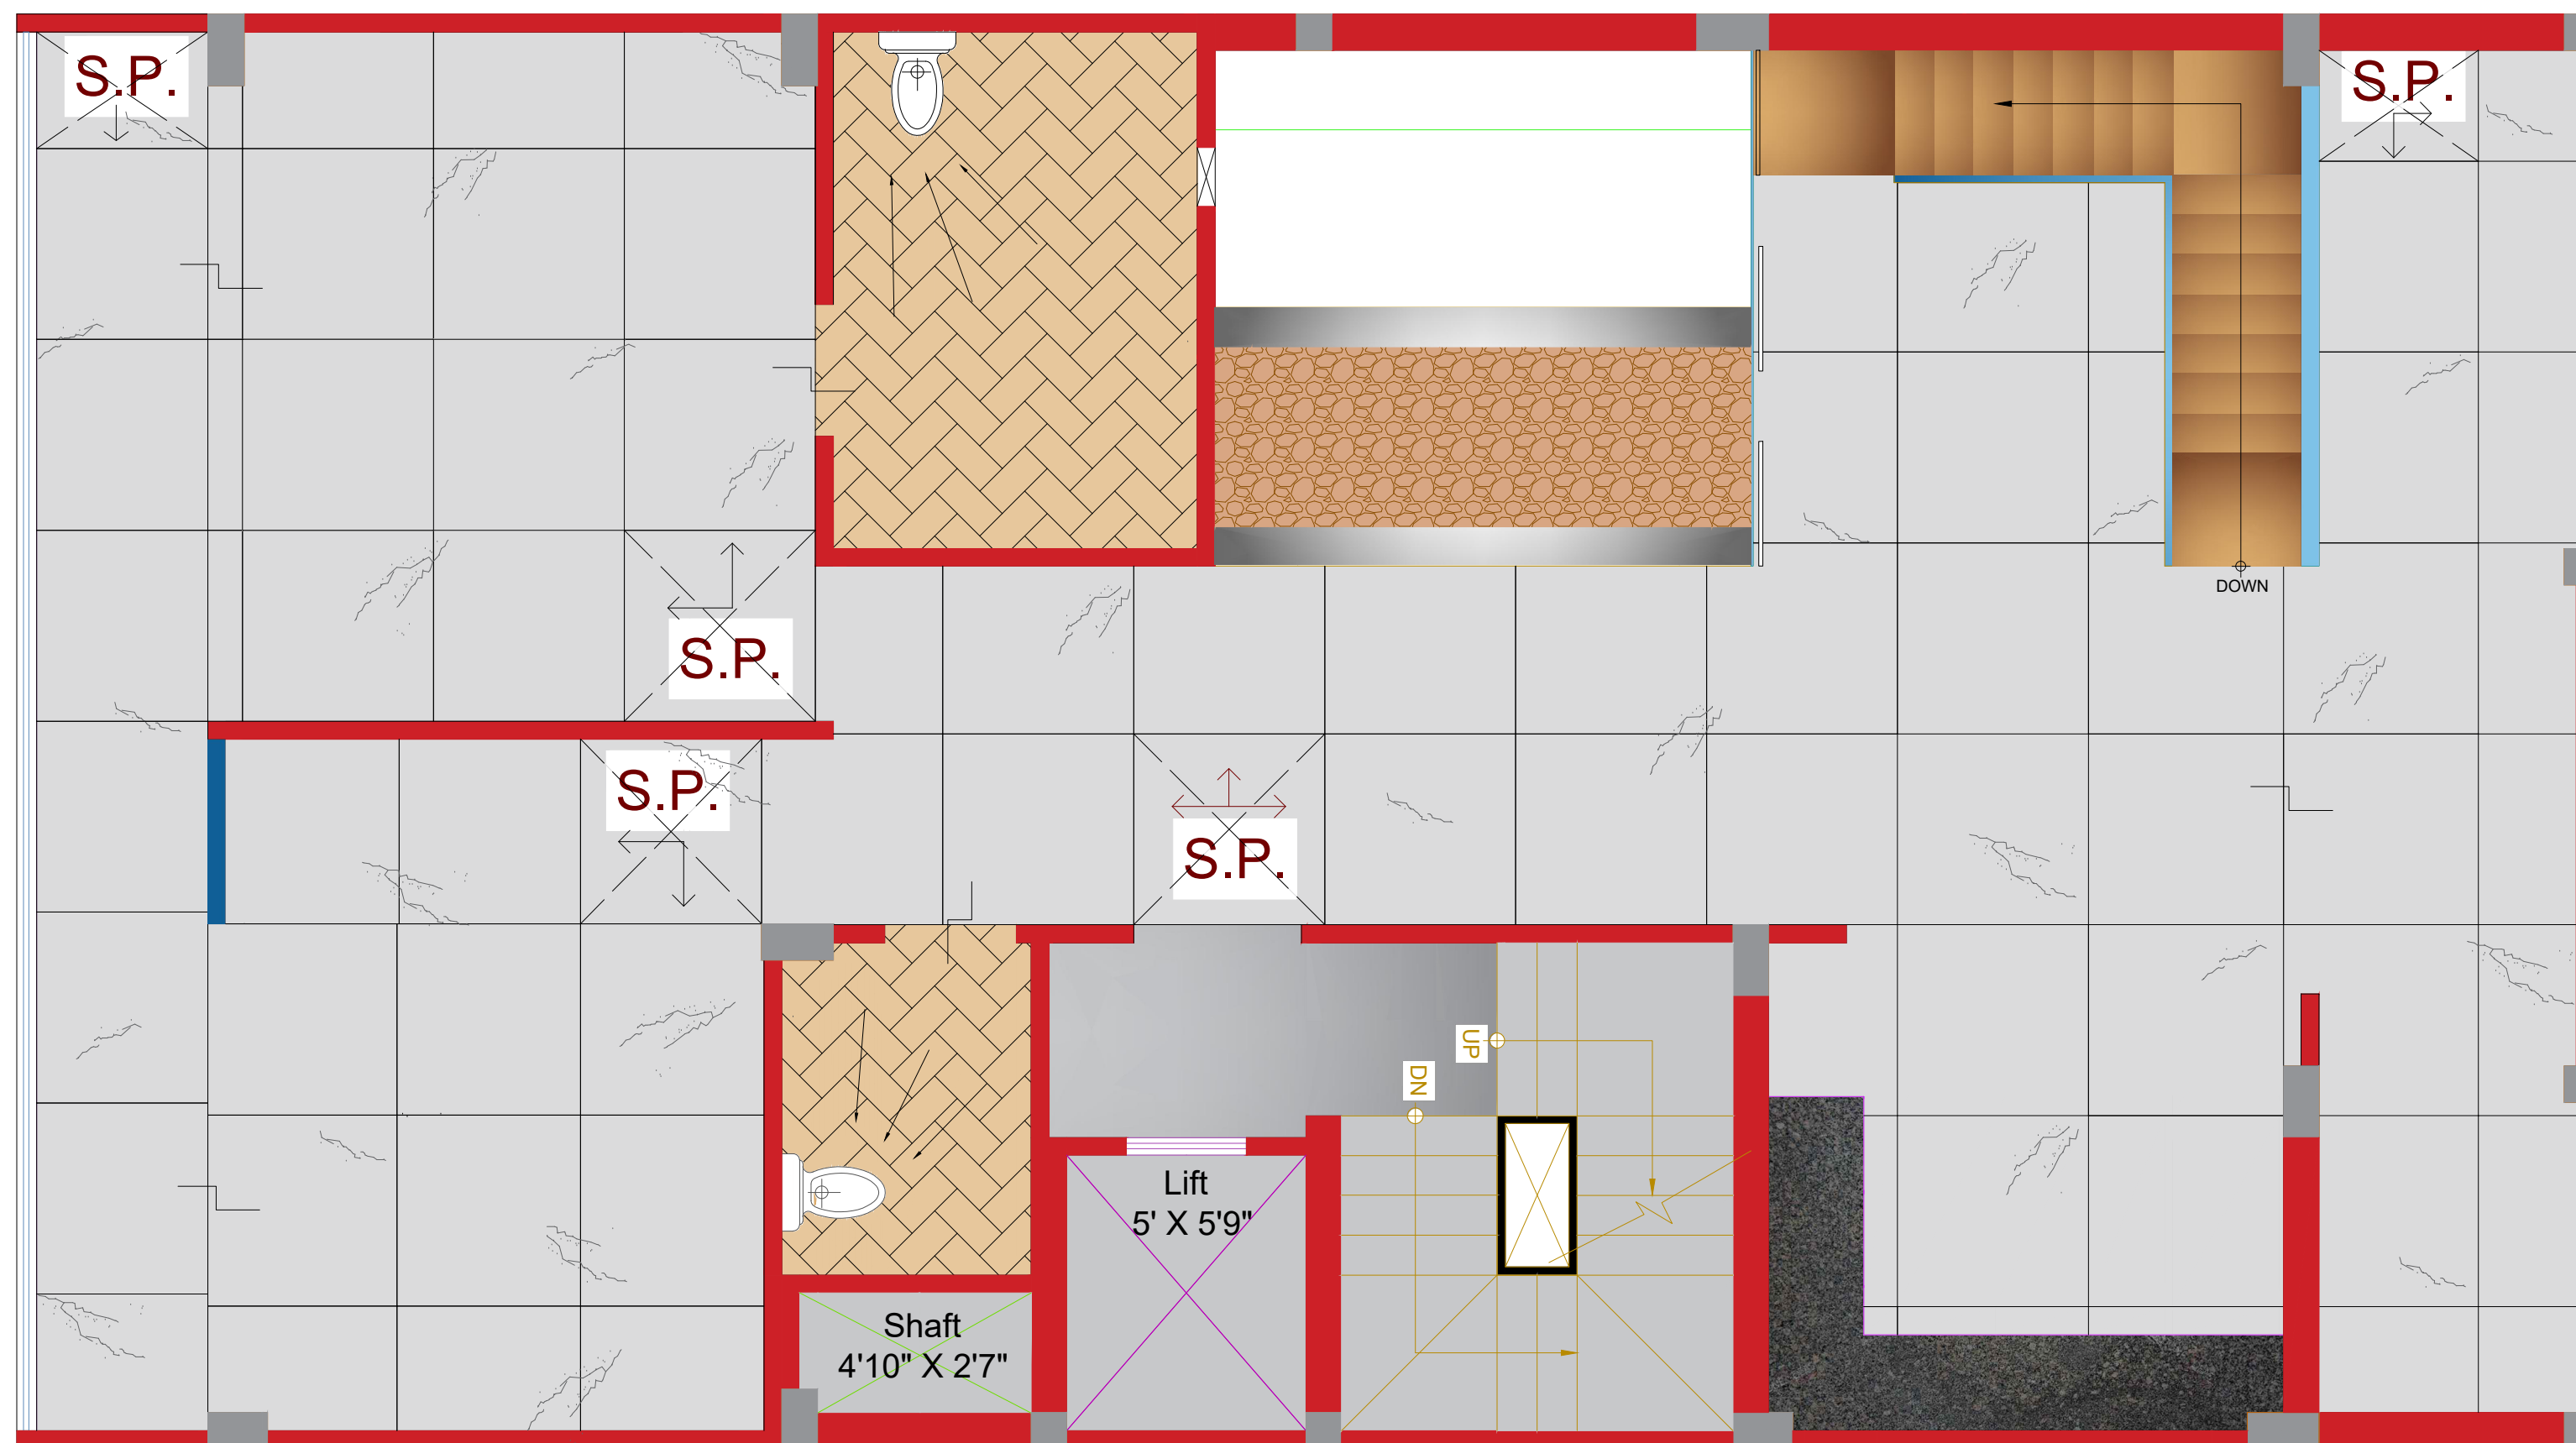 S.P.
S.P.
DOWN
S.P.
S.P.
S.P.
UP
DN
Lift
5' X 5'9"
Shaft
4'10" X 2'7"